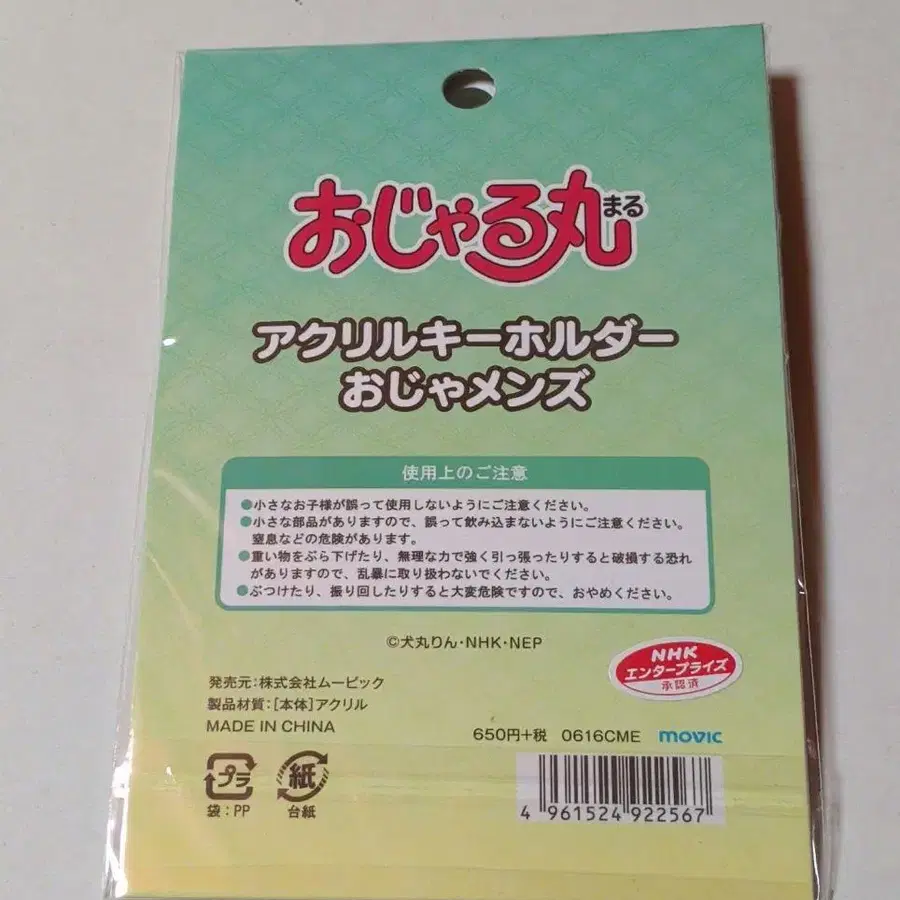 おじゃる丸まる
アクリルキーホルダー
おじゃメンズ
使用上のご注意
●小さなお子様が誤って使用しないようにご注意ください。
●小さな部品がありますので、誤って飲み込まないようにご注意ください。
窒息などの危険があります。
●重い物をぶら下げたり、無理な力で強く引っ張ったりすると破損する恐れ
がありますので、乱暴に取り扱わないでください。
●ぶつけたり、振り回したりすると大変危険ですので、おやめください。
©犬丸りん・NHK・NEP
NHK
エンタープライズ
承認済
発売元:株式会社ムービック
製品材質:[本体]アクリル
MADE IN CHINA
650円+税 0616CME movic
プラ
袋:PP
紙
台紙
4 961524 922567